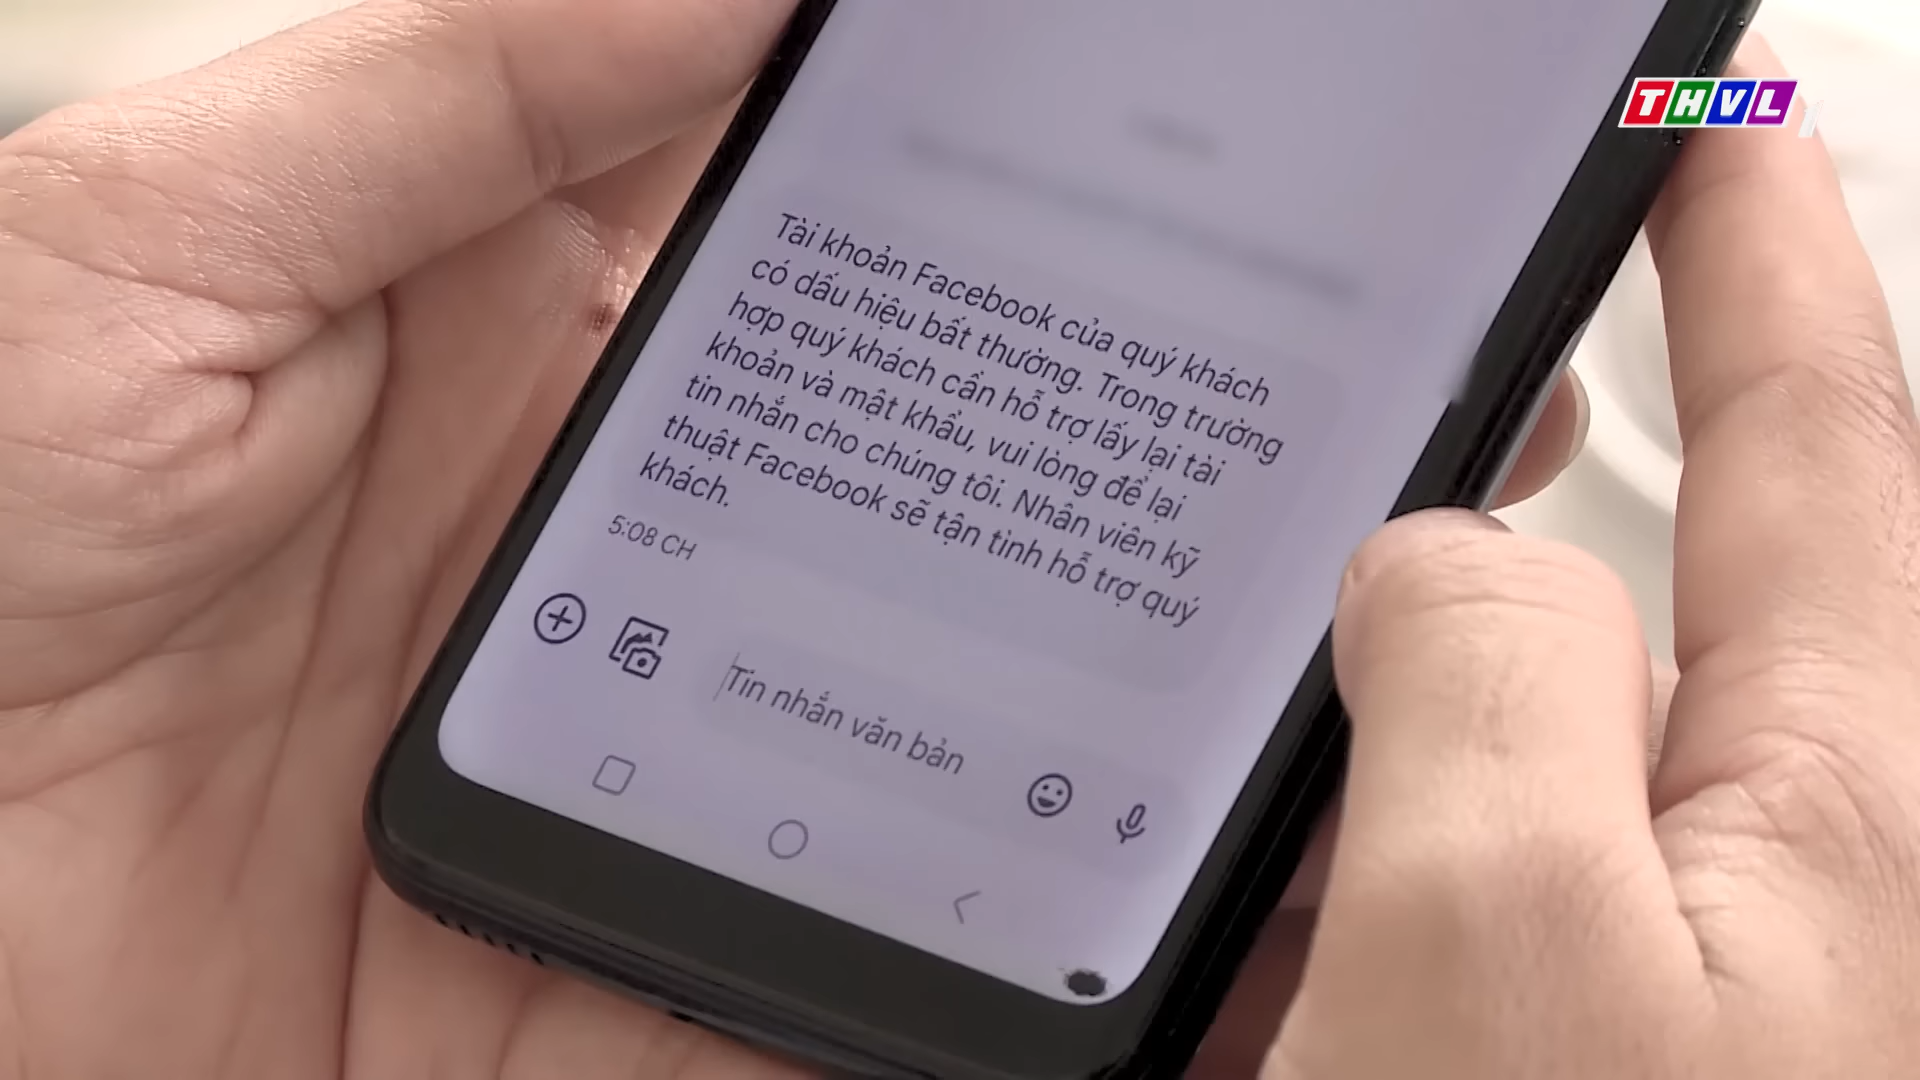 THVL1
Tài khoản Facebook của quý khách
có dấu hiệu bất thường. Trong trường
hợp quý khách cần hỗ trợ lấy lại tài
khoản và mật khẩu, vui lòng để lại
tin nhắn cho chúng tôi. Nhân viên kỹ
thuật Facebook sẽ tận tình hỗ trợ quý
khách.
5:08 CH
Tin nhắn văn bản